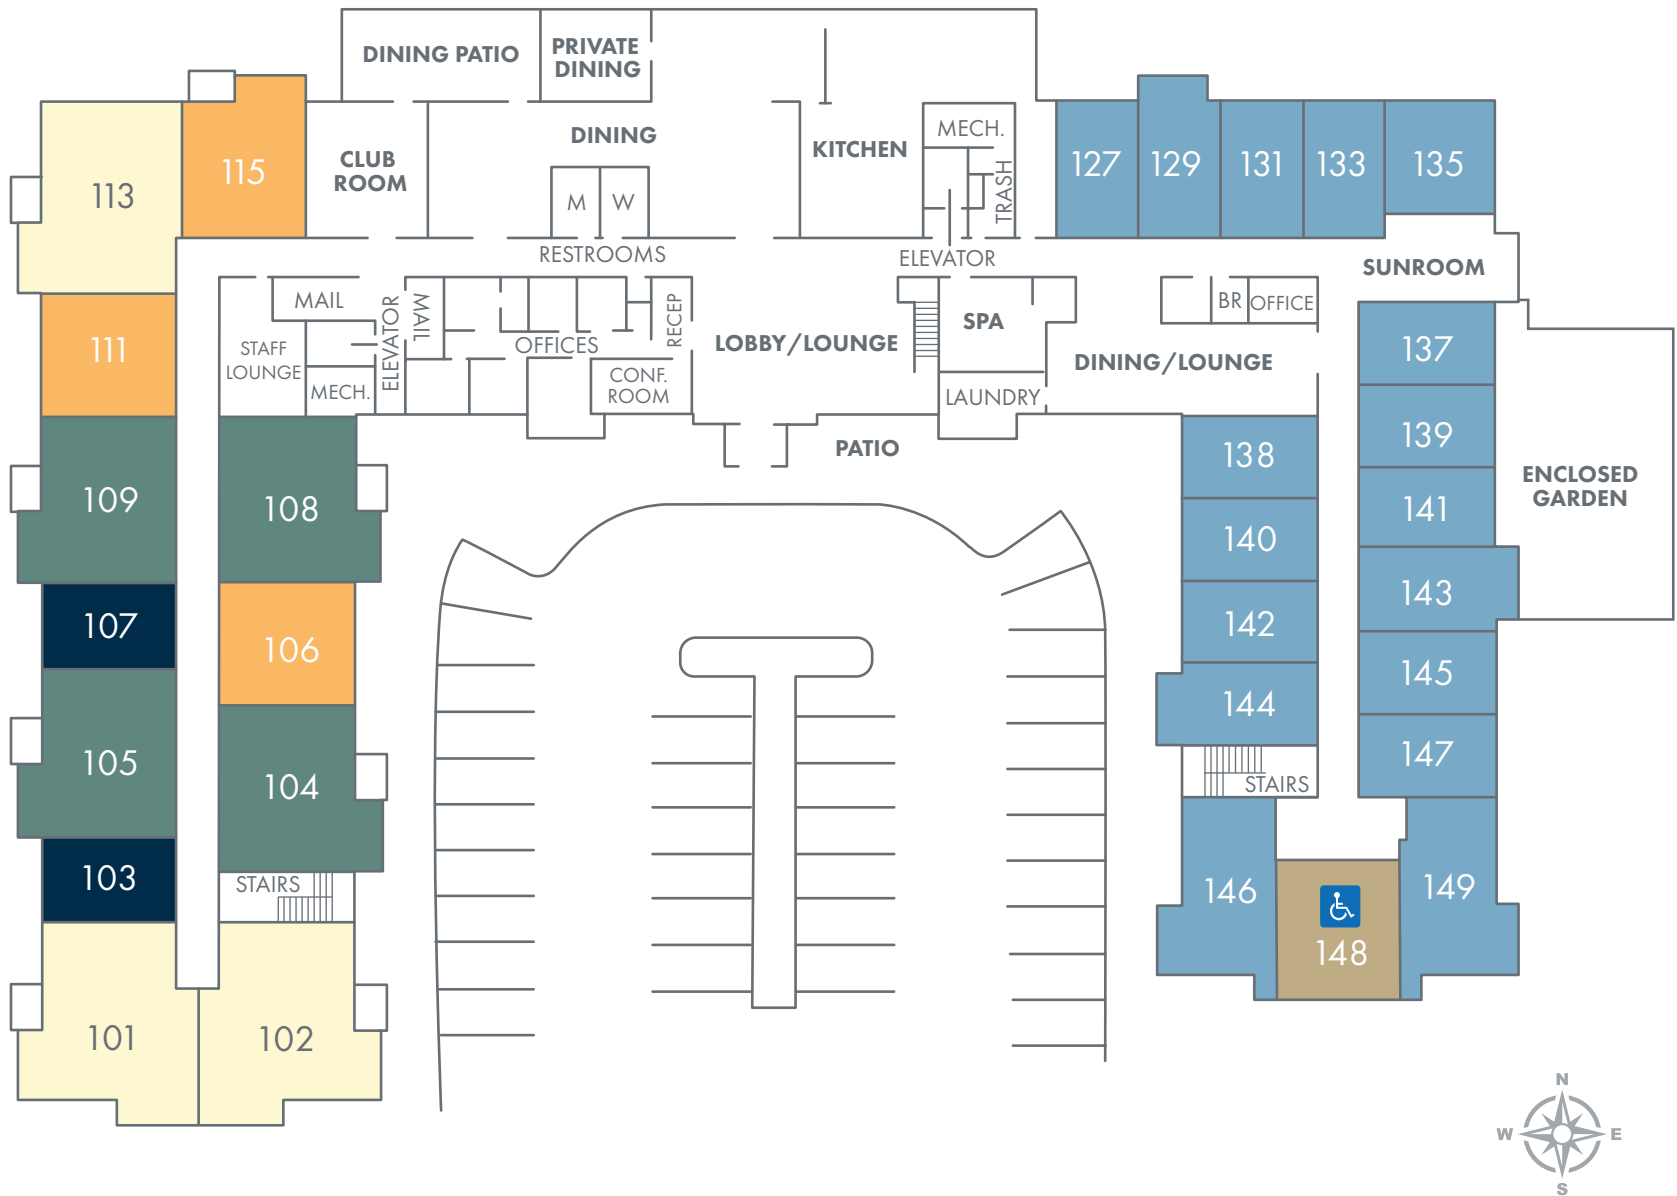 DINING PATIO
PRIVATE
DINING
DINING
KITCHEN
MECH.
TRASH
CLUB
ROOM
M
W
RESTROOMS
ELEVATOR
113
115
127
129
131
133
135
SUNROOM
MAIL
MAIL
ELEVATOR
STAFF
LOUNGE
MECH.
OFFICES
RECEP
CONF.
ROOM
LOBBY/LOUNGE
SPA
LAUNDRY
BR
OFFICE
DINING/LOUNGE
PATIO
111
109
108
107
106
105
104
103
STAIRS
101
102
137
138
139
140
141
142
143
144
145
147
STAIRS
146
148
149
ENCLOSED
GARDEN
N
W
E
S